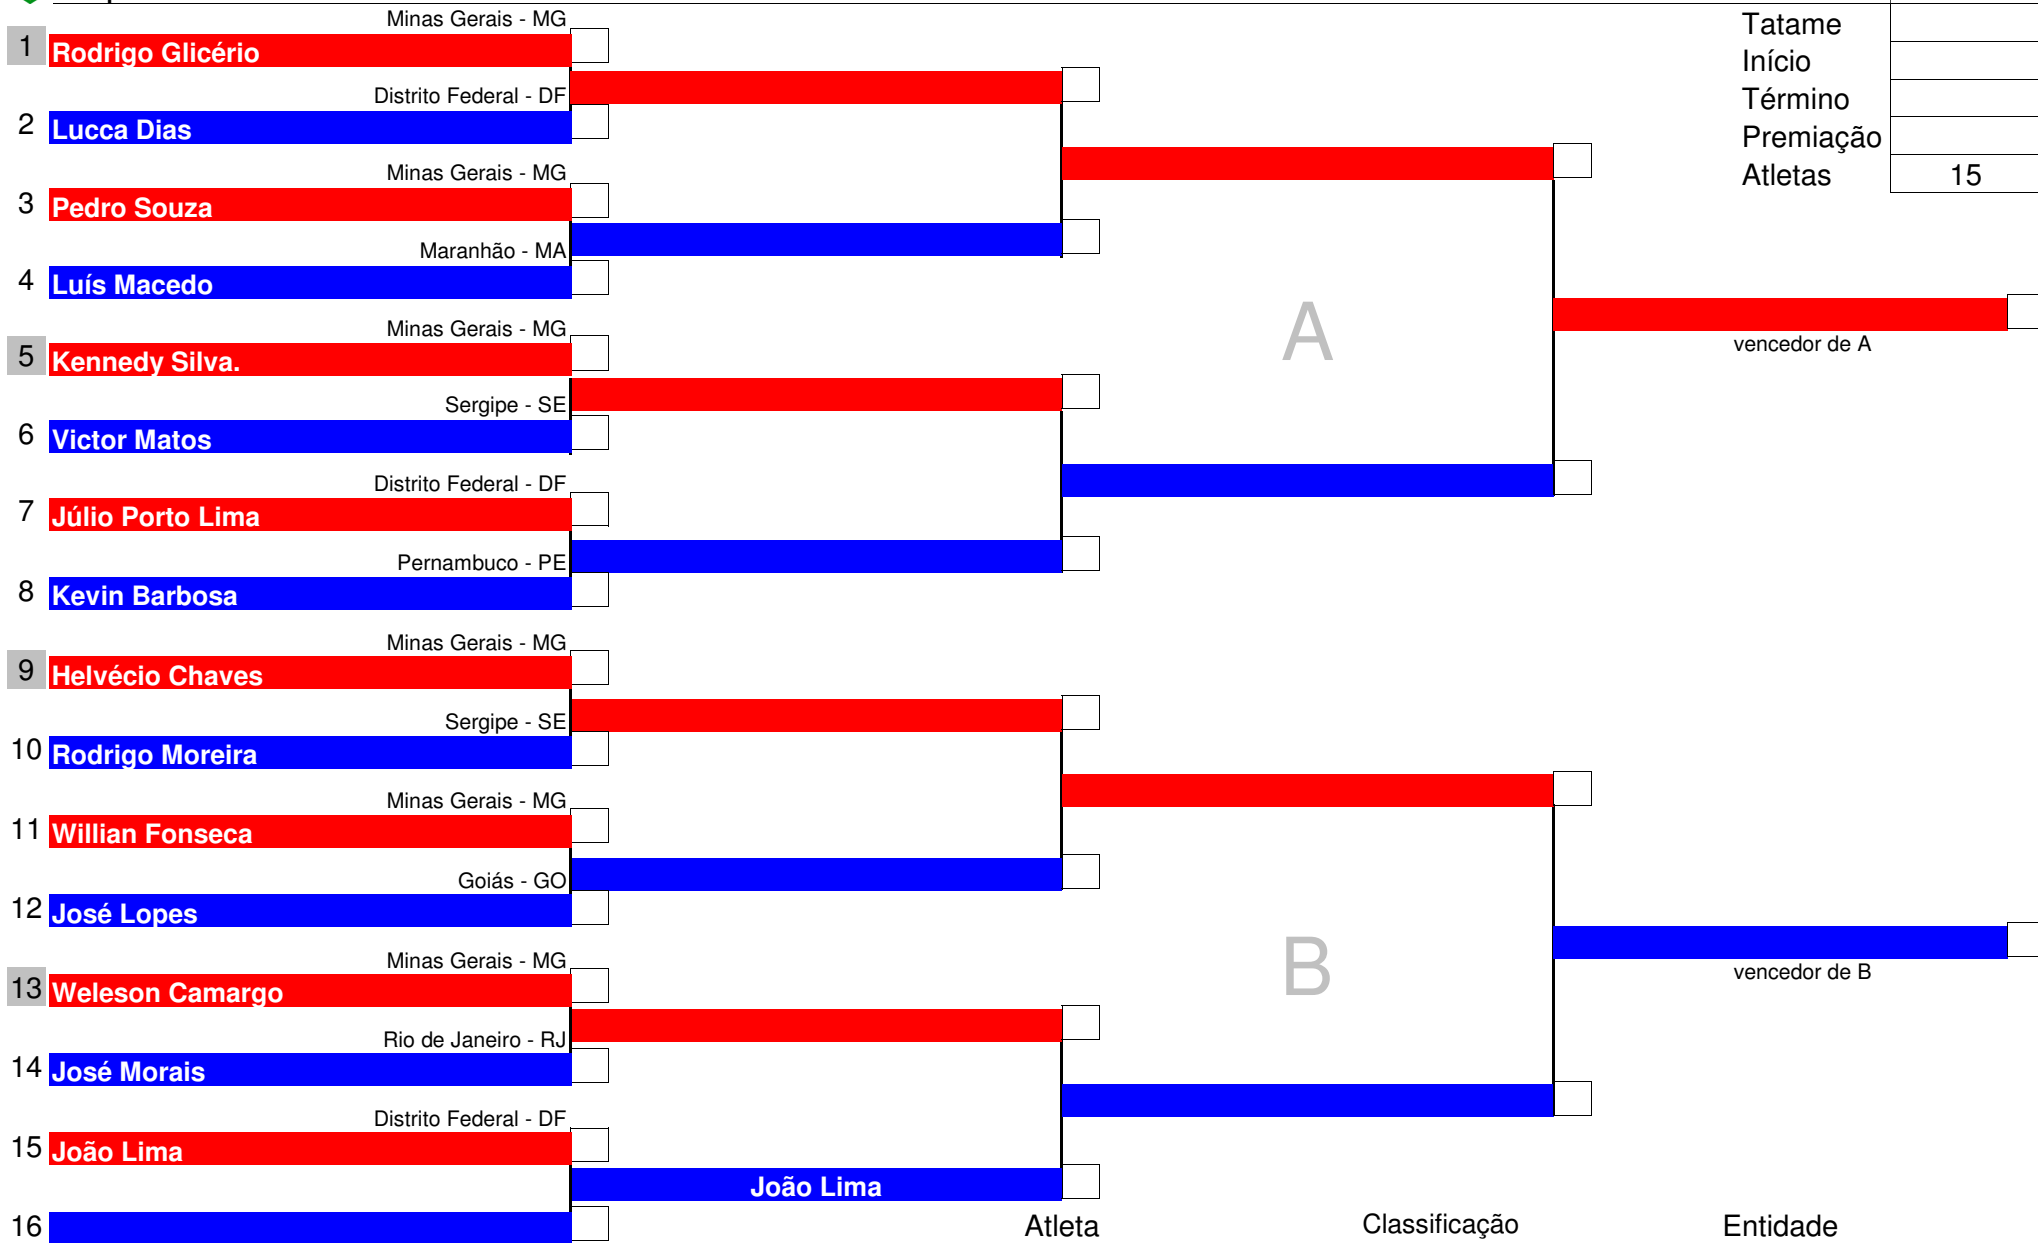 Minas Gerais - MG
1 Rodrigo Glicério
Distrito Federal - DF
2 Lucca Dias
Minas Gerais - MG
3 Pedro Souza
Maranhão - MA
4 Luís Macedo
Minas Gerais - MG
5 Kennedy Silva.
Sergipe - SE
6 Victor Matos
Distrito Federal - DF
7 Júlio Porto Lima
Pernambuco - PE
8 Kevin Barbosa
Minas Gerais - MG
9 Helvécio Chaves
Sergipe - SE
10 Rodrigo Moreira
Minas Gerais - MG
11 Willian Fonseca
Goiás - GO
12 José Lopes
Minas Gerais - MG
13 Weleson Camargo
Rio de Janeiro - RJ
14 José Morais
Distrito Federal - DF
15 João Lima
16
João Lima
A
B
vencedor de A
vencedor de B
Tatame
Início
Término
Premiação
Atletas 15
Atleta Classificação Entidade